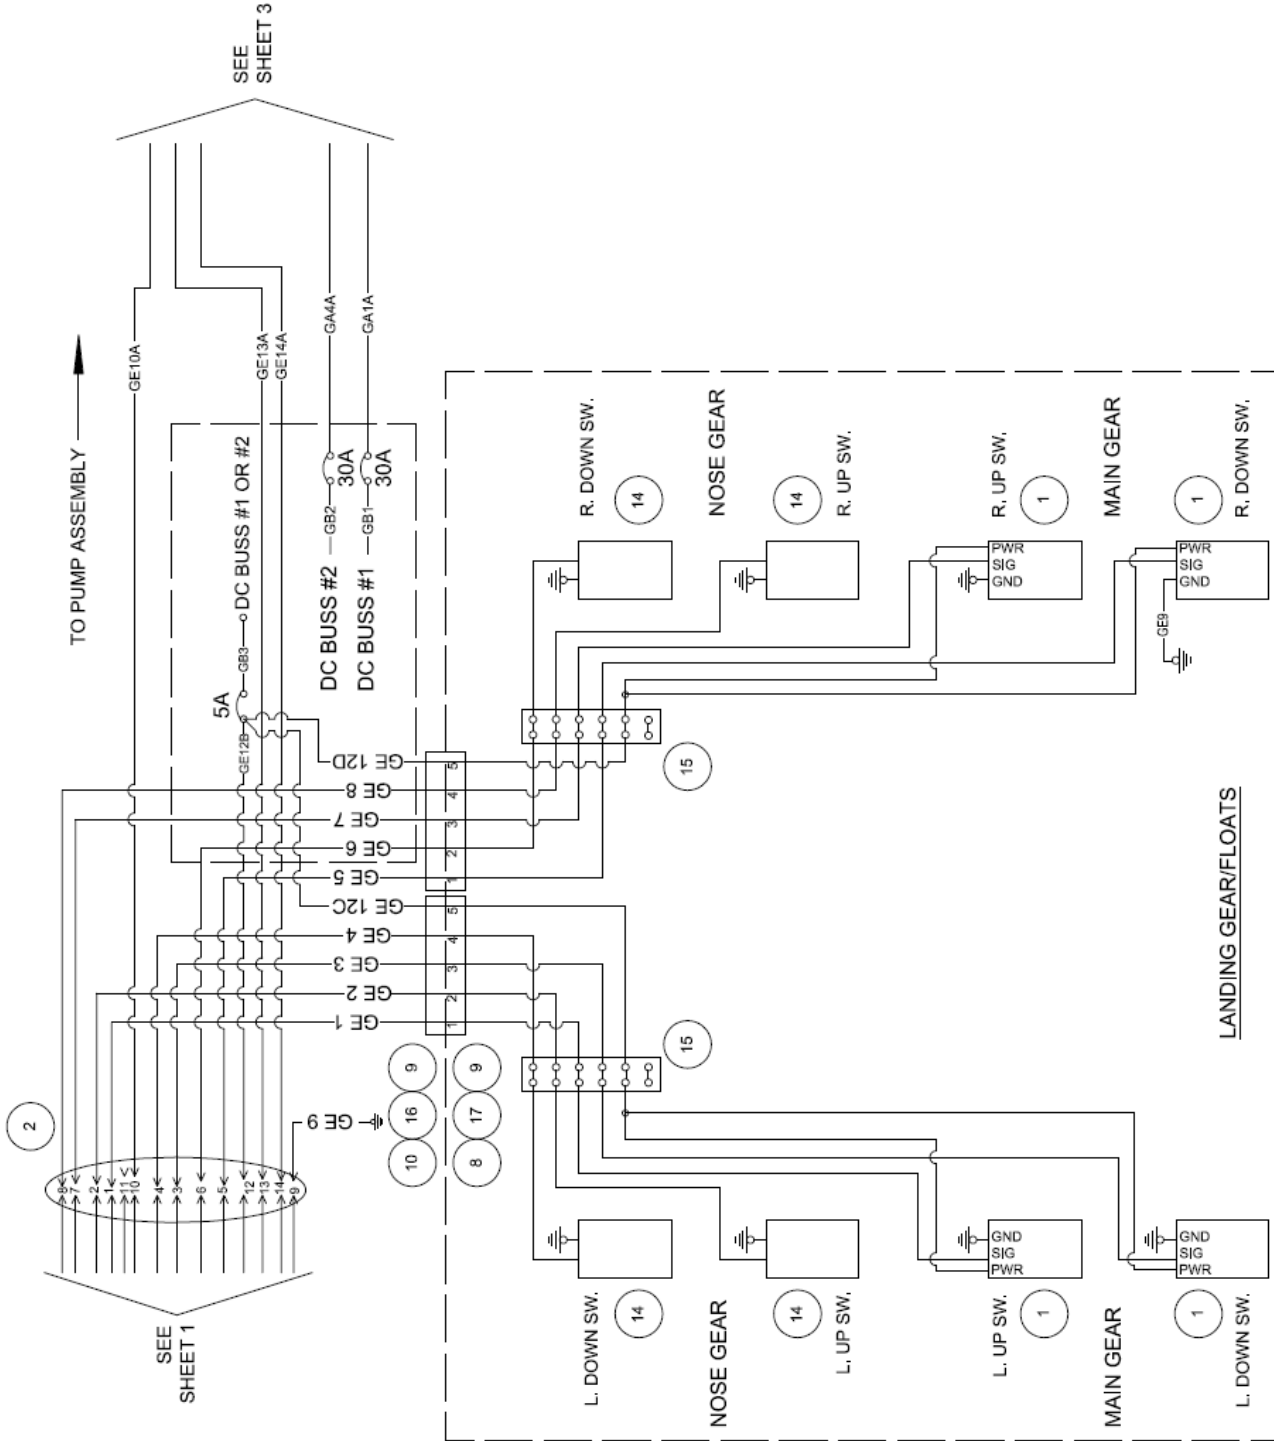 SEE
SHEET 3
TO PUMP ASSEMBLY
GE10A
GE13A
GE14A
GA4A
GA1A
DC BUSS #1 OR #2
GB3
5A
GE12B
30A
30A
GB2
GB1
DC BUSS #2
DC BUSS #1
GE 12D
GE 8
GE 7
GE 6
GE 5
GE 12C
GE 4
GE 3
GE 2
GE 1
5
4
3
2
1
5
4
3
2
1
2
8
7
2
1
11
10
4
3
6
5
12
13
14
9
GE 9
SEE
SHEET 1
9
16
10
9
17
8
15
15
R. DOWN SW.
14
NOSE GEAR
14
R. UP SW.
R. UP SW.
1
MAIN GEAR
1
R. DOWN SW.
PWR
SIG
GND
PWR
SIG
GND
GE9
L. DOWN SW.
14
NOSE GEAR
14
L. UP SW.
L. UP SW.
1
MAIN GEAR
1
L. DOWN SW.
GND
SIG
PWR
GND
SIG
PWR
LANDING GEAR/FLOATS